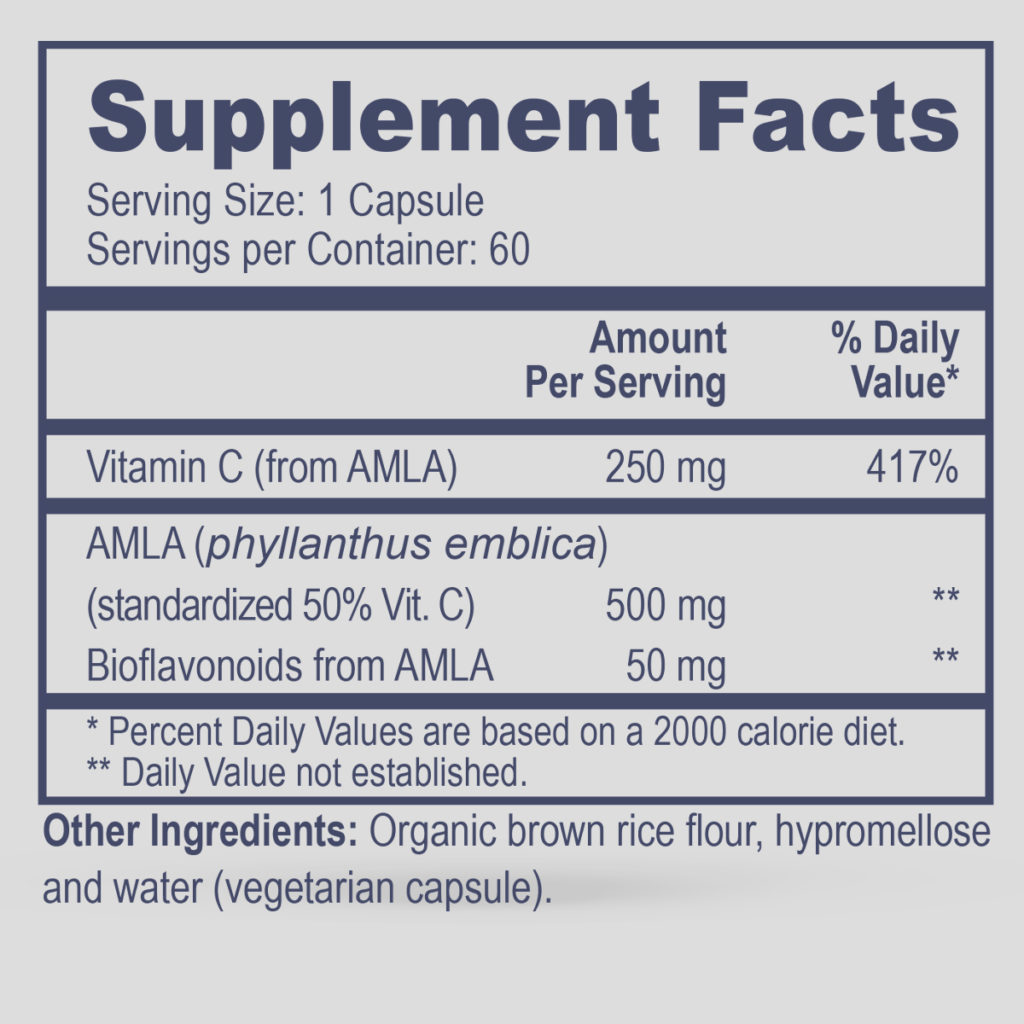 Supplement Facts
Serving Size: 1 Capsule
Servings per Container: 60
Amount Per Serving
% Daily Value*
Vitamin C (from AMLA) 250 mg 417%
AMLA (phyllanthus emblica)
(standardized 50% Vit. C) 500 mg **
Bioflavonoids from AMLA 50 mg **
* Percent Daily Values are based on a 2000 calorie diet.
** Daily Value not established.
Other Ingredients: Organic brown rice flour, hypromellose
and water (vegetarian capsule).